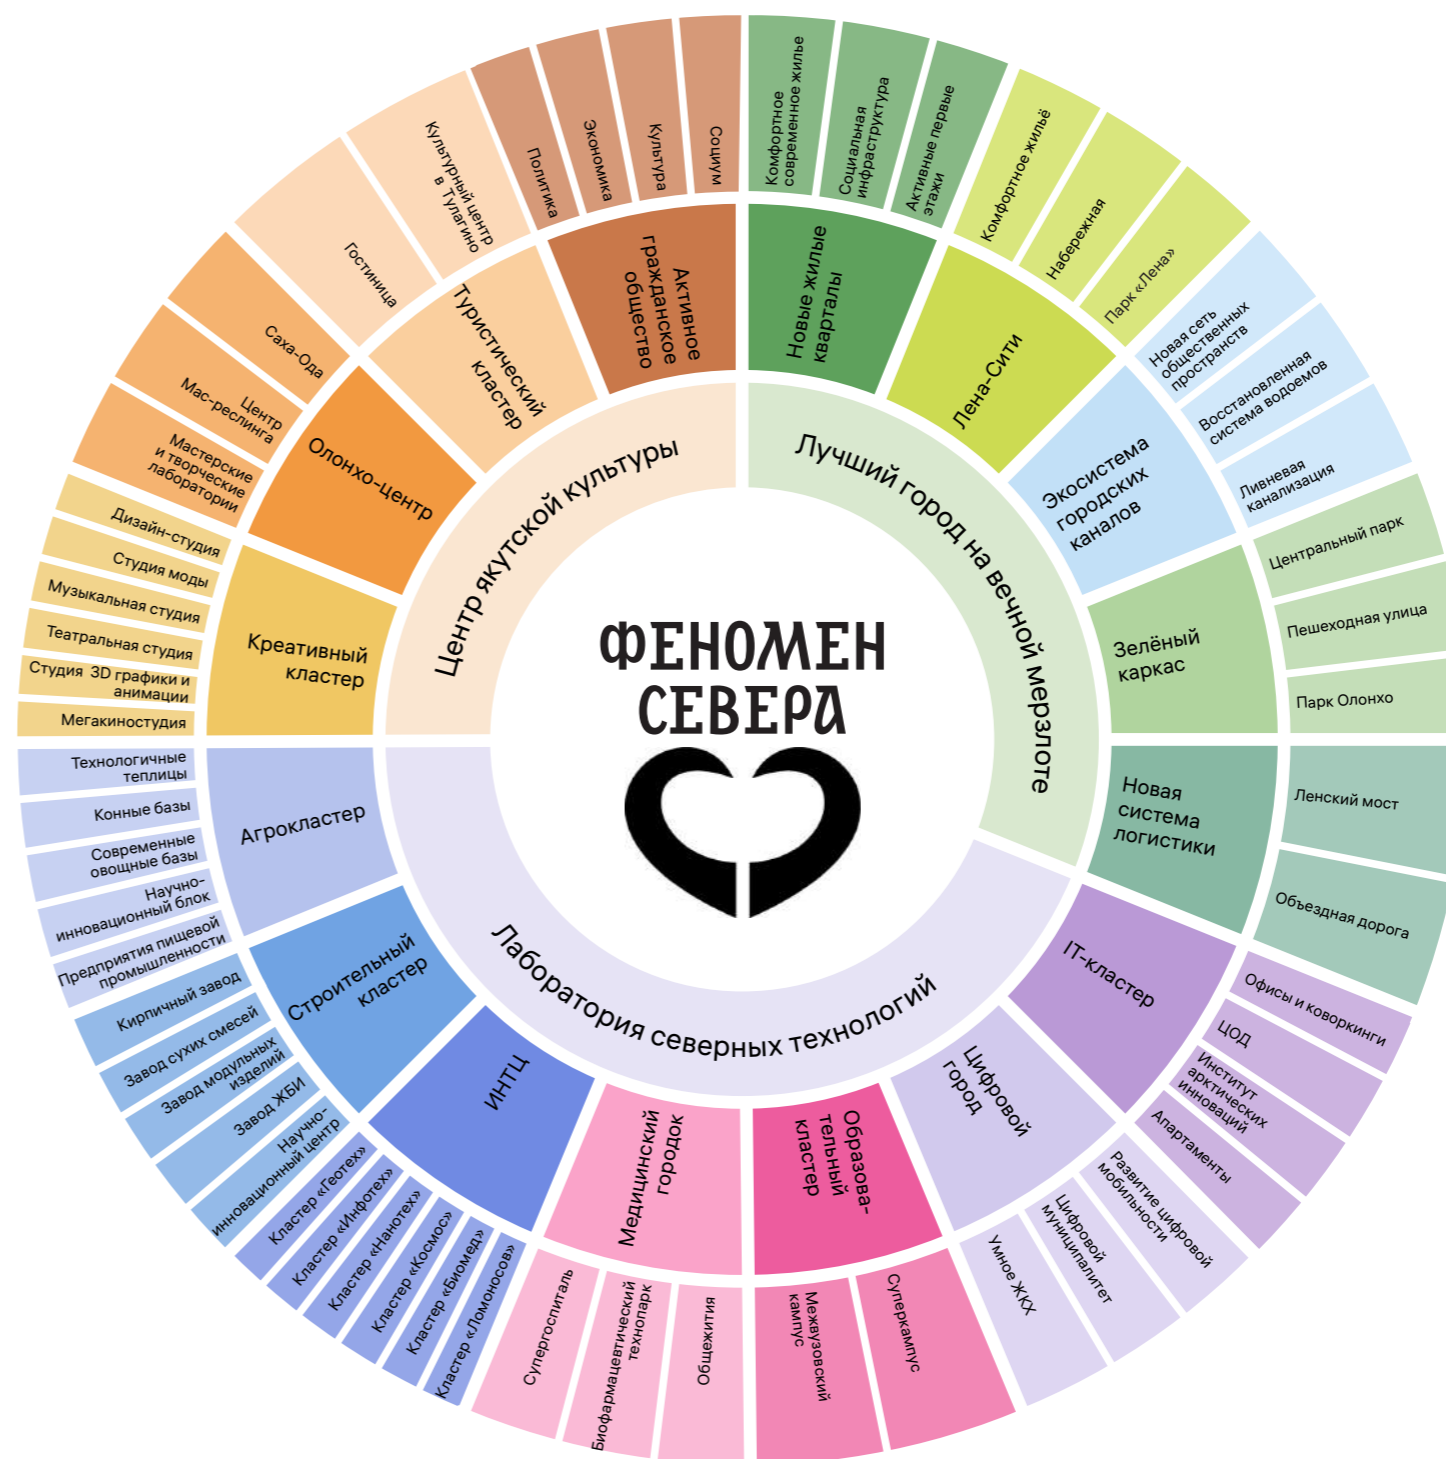 ФЕНОМЕН
СЕВЕРА
Лучший город на вечной мерзлоте
Новые жилые
кварталы
Комфортное
современное жилье
Социальная
инфраструктура
Активные первые
этажи
Лена-Сити
Комфортное жильё
Набережная
Парк «Лена»
Экосистема
городских
каналов
Новая сеть
общественных
пространств
Восстановленная
система водоемов
Ливневая
канализация
Зелёный
каркас
Центральный парк
Пешеходная улица
Парк Олонхо
Новая
система
логистики
Ленский мост
Объездная дорога
Лаборатория северных технологий
IT-кластер
Офисы и коворкинги
ЦОД
Институт
арктических
инноваций
Апартаменты
Цифровой
город
Развитие цифровой
мобильности
Цифровой
муниципалитет
Умное ЖКХ
Образова-
тельный
кластер
Суперкампус
Межвузовский
кампус
Медицинский
городок
Общежития
Биофармацевтический
технопарк
Супергоспиталь
ИНТЦ
Кластер «Ломоносов»
Кластер «Биомед»
Кластер «Космос»
Кластер «Нанотех»
Кластер «Инфотех»
Кластер «Геотех»
Строительный
кластер
Научно-
инновационный центр
Завод ЖБИ
Завод модульных
изделий
Завод сухих смесей
Кирпичный завод
Агрокластер
Предприятия пищевой
промышленности
Научно-
инновационный блок
Современные
овощные базы
Конные базы
Технологичные
теплицы
Центр якутской культуры
Креативный
кластер
Мегакиностудия
Студия 3D графики и
анимации
Театральная студия
Музыкальная студия
Студия моды
Дизайн-студия
Олонхо-центр
Мастерские
и творческие
лаборатории
Центр
Мас-реслинга
Саха-Ода
Туристический
кластер
Гостиница
Культурный центр
в Тулагино
Активное
гражданское
общество
Политика
Экономика
Культура
Социум